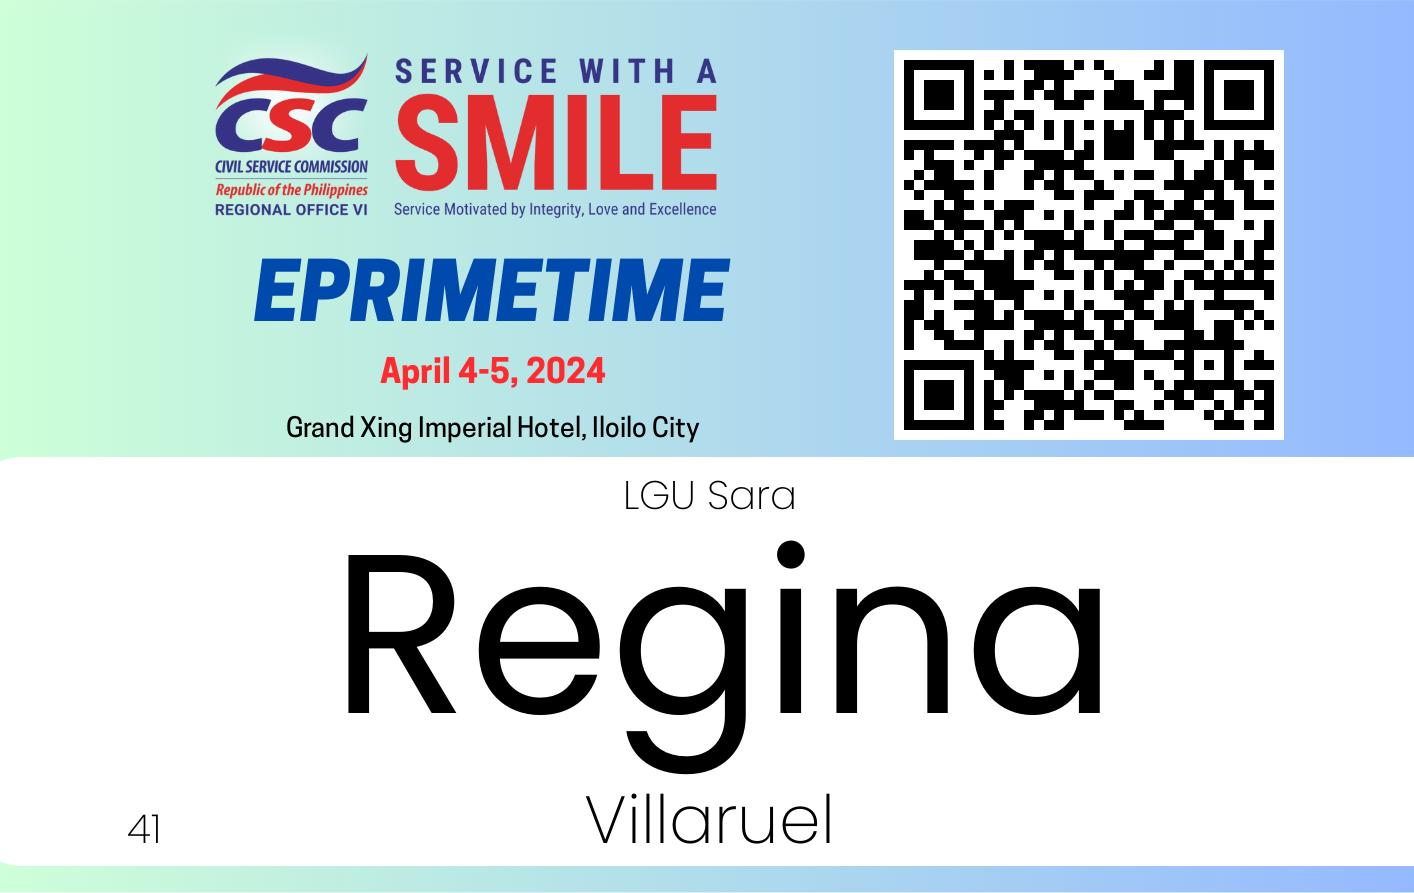 CSC
CIVIL SERVICE COMMISSION
Republic of the Philippines
REGIONAL OFFICE VI
SERVICE WITH A
SMILE
Service Motivated by Integrity, Love and Excellence
EPRIMETIME
April 4-5, 2024
Grand Xing Imperial Hotel, Iloilo City
LGU Sara
Regina
Villaruel
41